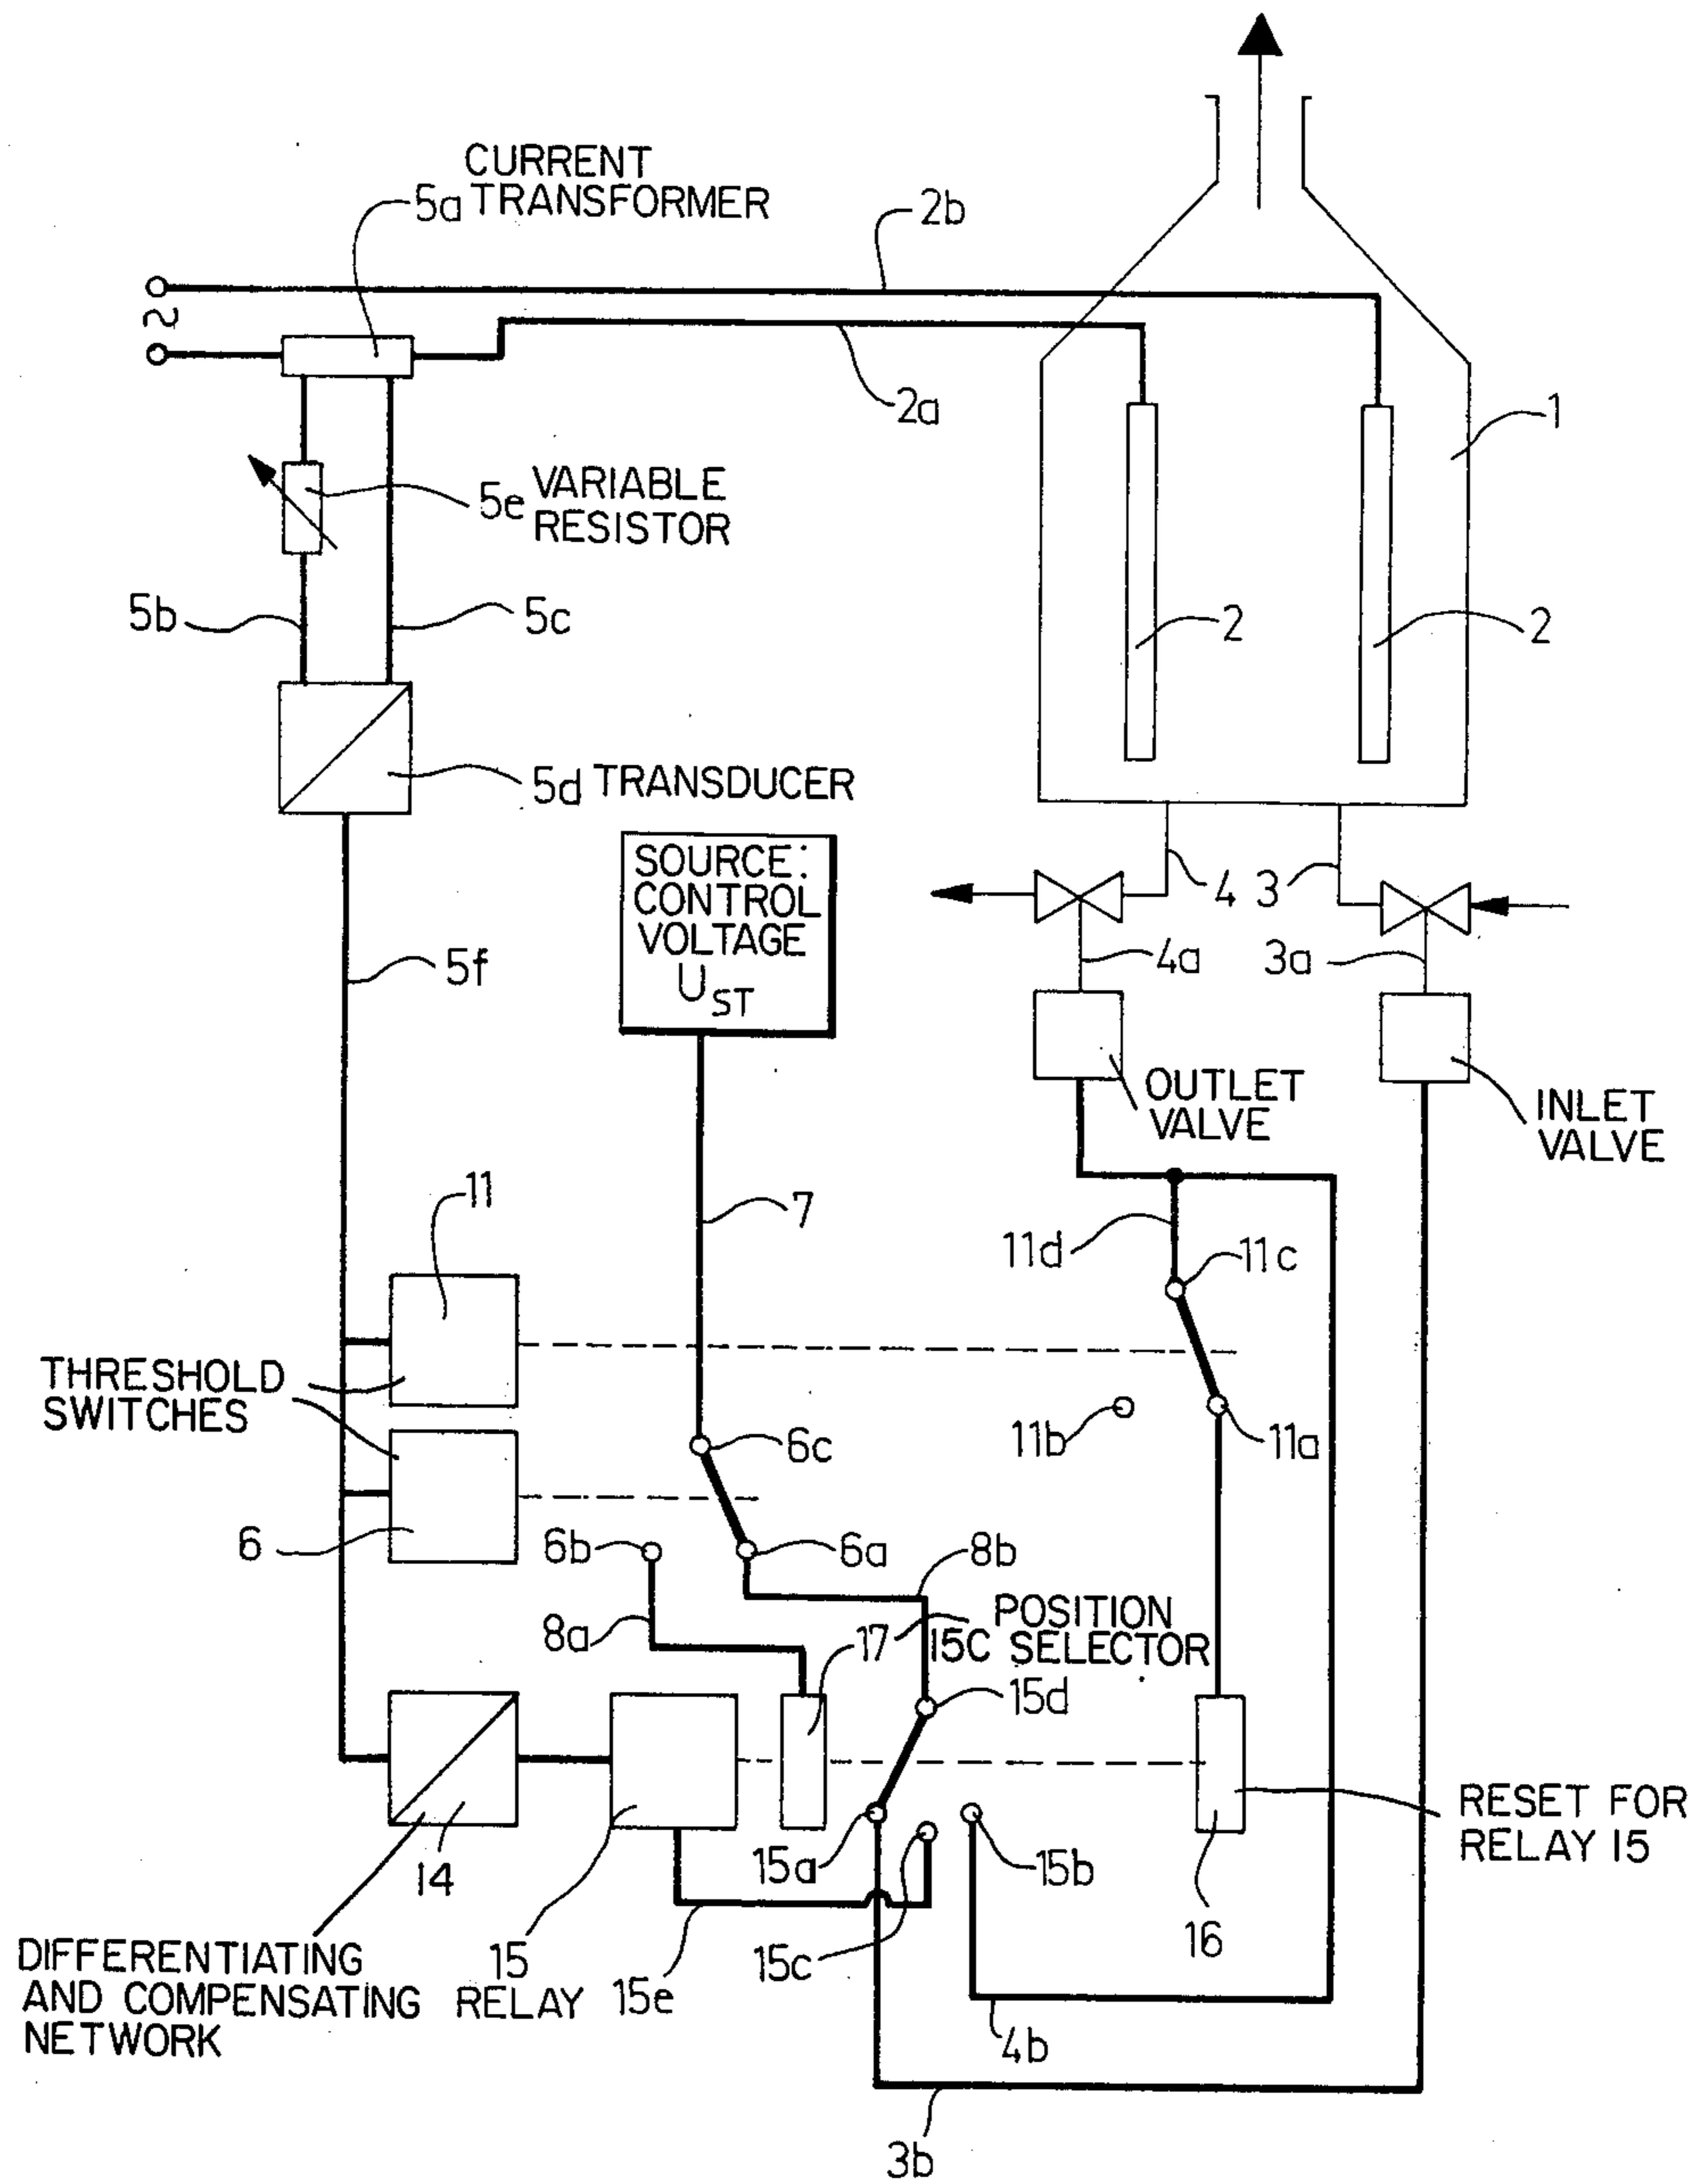 CURRENT
5a TRANSFORMER
2b
2a
1
5e VARIABLE
RESISTOR
5b
5c
2
2
5d TRANSDUCER
SOURCE:
CONTROL
VOLTAGE
UST
4
3
4a
3a
5f
OUTLET
VALVE
INLET
VALVE
11
7
11d
11c
THRESHOLD
SWITCHES
11b
11a
6c
6
6b
6a
8b
8a
17
POSITION
15C SELECTOR
15d
RESET FOR
RELAY 15
14
15a
15b
16
15c
DIFFERENTIATING
AND COMPENSATING
NETWORK
15
RELAY
15e
4b
3b